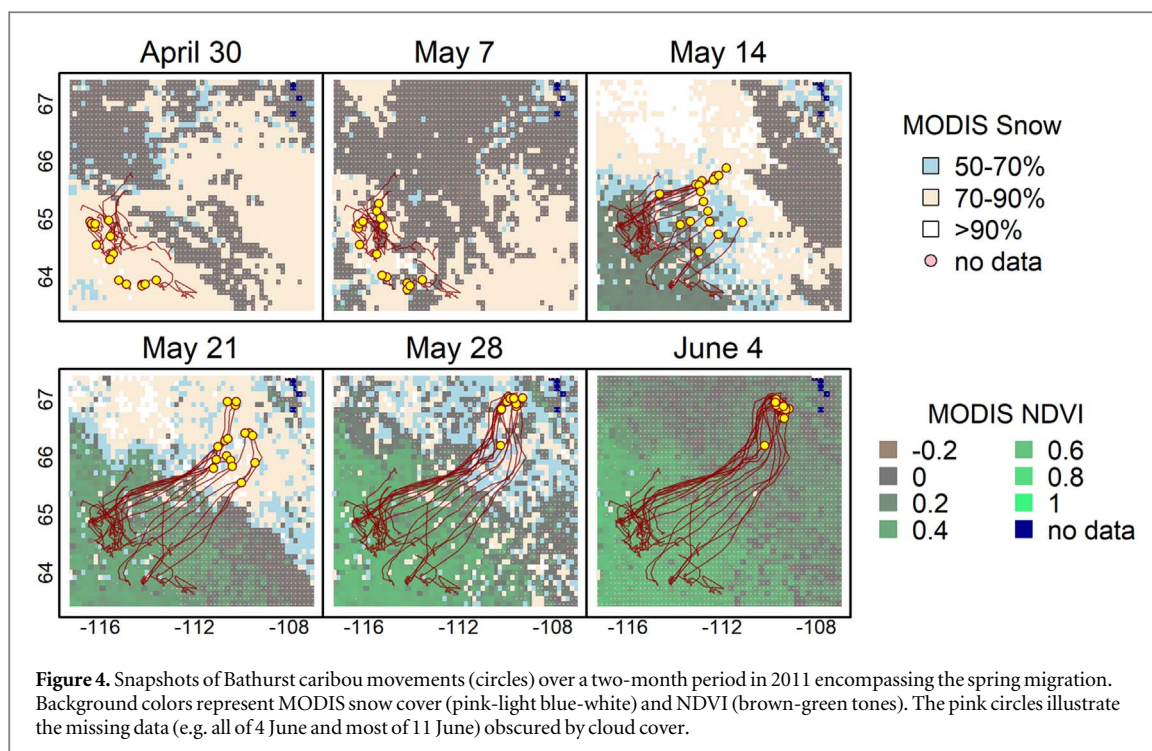 April 30
May 7
May 14
67
66
65
64
MODIS Snow
50-70%
70-90%
>90%
no data
May 21
May 28
June 4
67
66
65
64
-116
-112
-108
-116
-112
-108
-116
-112
-108
MODIS NDVI
-0.2
0
0.2
0.4
0.6
0.8
1
no data
Figure 4. Snapshots of Bathurst caribou movements (circles) over a two-month period in 2011 encompassing the spring migration.
Background colors represent MODIS snow cover (pink-light blue-white) and NDVI (brown-green tones). The pink circles illustrate
the missing data (e.g. all of 4 June and most of 11 June) obscured by cloud cover.